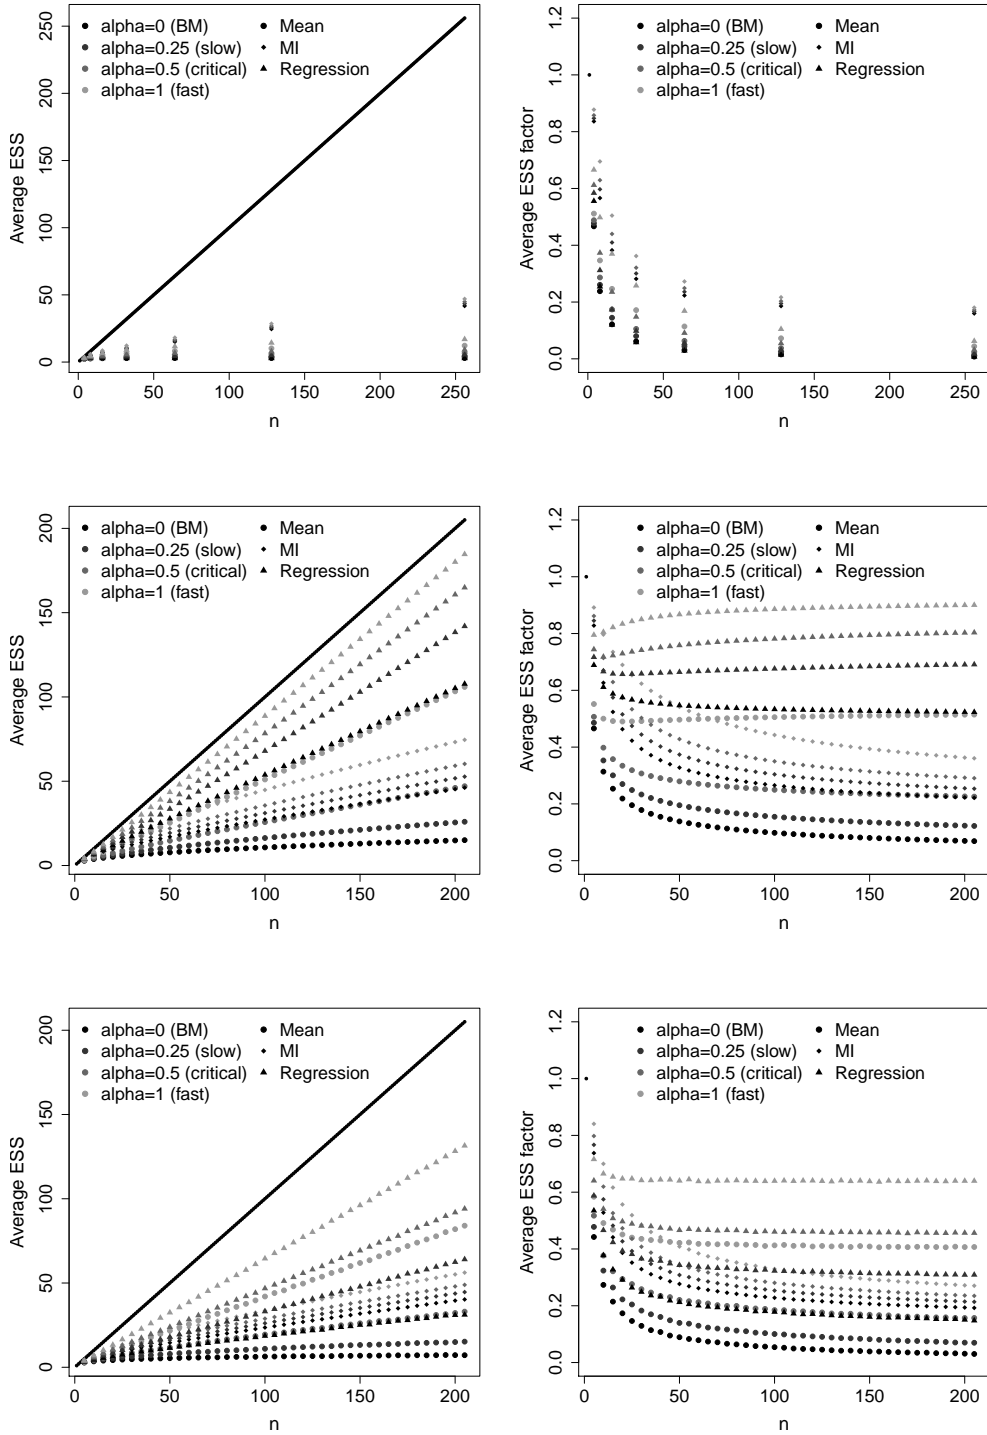 alpha=0 (BM)
alpha=0.25 (slow)
alpha=0.5 (critical)
alpha=1 (fast)
Mean
MI
Regression
Average ESS
0
50
100
150
200
250
0
50
100
150
200
250
n
alpha=0 (BM)
alpha=0.25 (slow)
alpha=0.5 (critical)
alpha=1 (fast)
Mean
MI
Regression
Average ESS factor
0.0
0.2
0.4
0.6
0.8
1.0
1.2
0
50
100
150
200
250
n
alpha=0 (BM)
alpha=0.25 (slow)
alpha=0.5 (critical)
alpha=1 (fast)
Mean
MI
Regression
Average ESS
0
50
100
150
200
0
50
100
150
200
n
alpha=0 (BM)
alpha=0.25 (slow)
alpha=0.5 (critical)
alpha=1 (fast)
Mean
MI
Regression
Average ESS factor
0.0
0.2
0.4
0.6
0.8
1.0
1.2
0
50
100
150
200
n
alpha=0 (BM)
alpha=0.25 (slow)
alpha=0.5 (critical)
alpha=1 (fast)
Mean
MI
Regression
Average ESS
0
50
100
150
200
0
50
100
150
200
n
alpha=0 (BM)
alpha=0.25 (slow)
alpha=0.5 (critical)
alpha=1 (fast)
Mean
MI
Regression
Average ESS factor
0.0
0.2
0.4
0.6
0.8
1.0
1.2
0
50
100
150
200
n